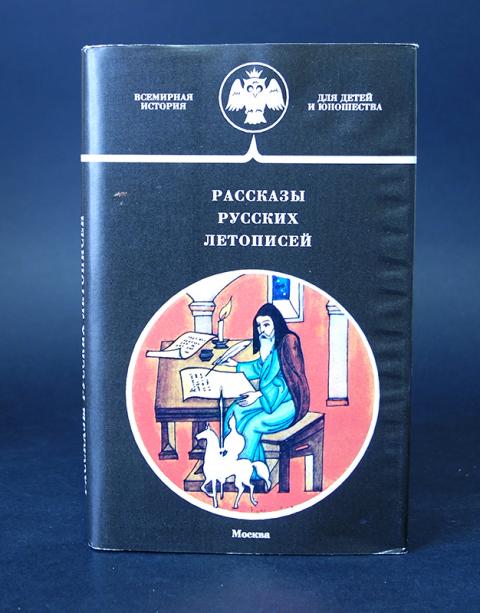 ВСЕМИРНАЯ
ИСТОРИЯ
ДЛЯ ДЕТЕЙ
И ЮНОШЕСТВА
РАССКАЗЫ
РУССКИХ
ЛЕТОПИСЕЙ
Москва